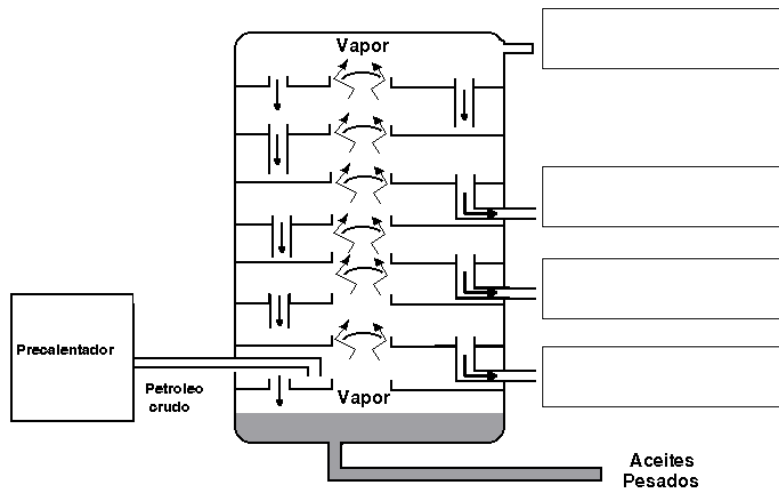 Vapor
Precalentador
Petroleo
crudo
Vapor
Aceites
Pesados